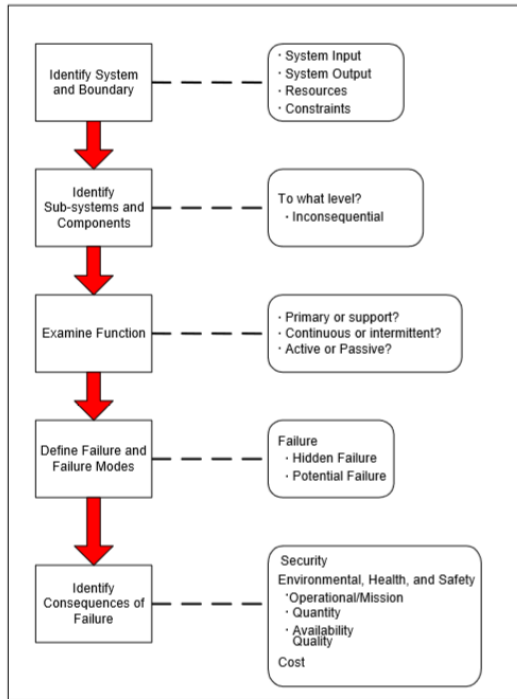 Identify System
and Boundary
· System Input
· System Output
· Resources
· Constraints
Identify
Sub-systems and
Components
To what level?
· Inconsequential
Examine Function
· Primary or support?
· Continuous or intermittent?
· Active or Passive?
Define Failure and
Failure Modes
Failure
· Hidden Failure
· Potential Failure
Identify
Consequences of
Failure
Security
Environmental, Health, and Safety
·Operational/Mission
· Quantity
· Availability
Quality
Cost